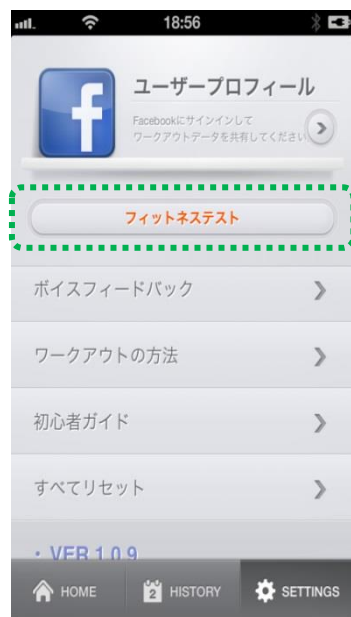 18:56
ユーザープロフィール
Facebookにサインインして
ワークアウトデータを共有してください
フィットネステスト
ボイスフィードバック
ワークアウトの方法
初心者ガイド
すべてリセット
・VER 1.0.9
HOME
2
HISTORY
SETTINGS